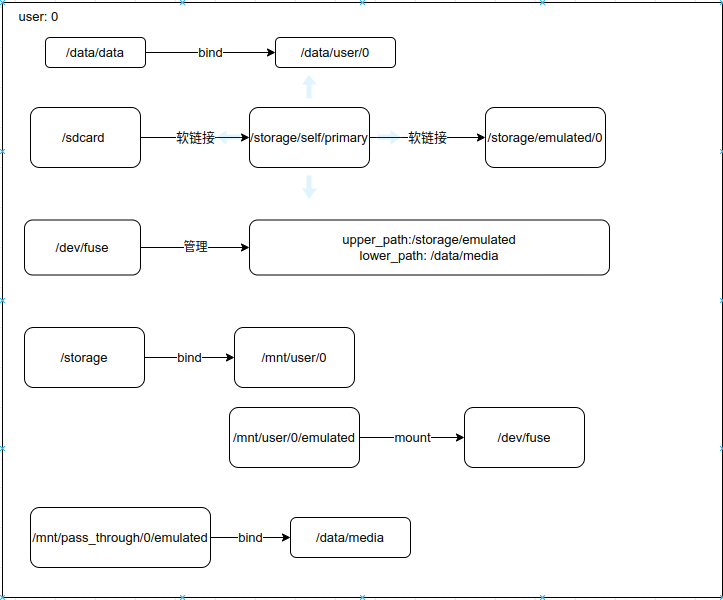 user: 0
/data/data
bind
/data/user/0
/sdcard
软链接
/storage/self/primary
软链接
/storage/emulated/0
/dev/fuse
管理
upper_path:/storage/emulated
lower_path: /data/media
/storage
bind
/mnt/user/0
/mnt/user/0/emulated
mount
/dev/fuse
/mnt/pass_through/0/emulated
bind
/data/media